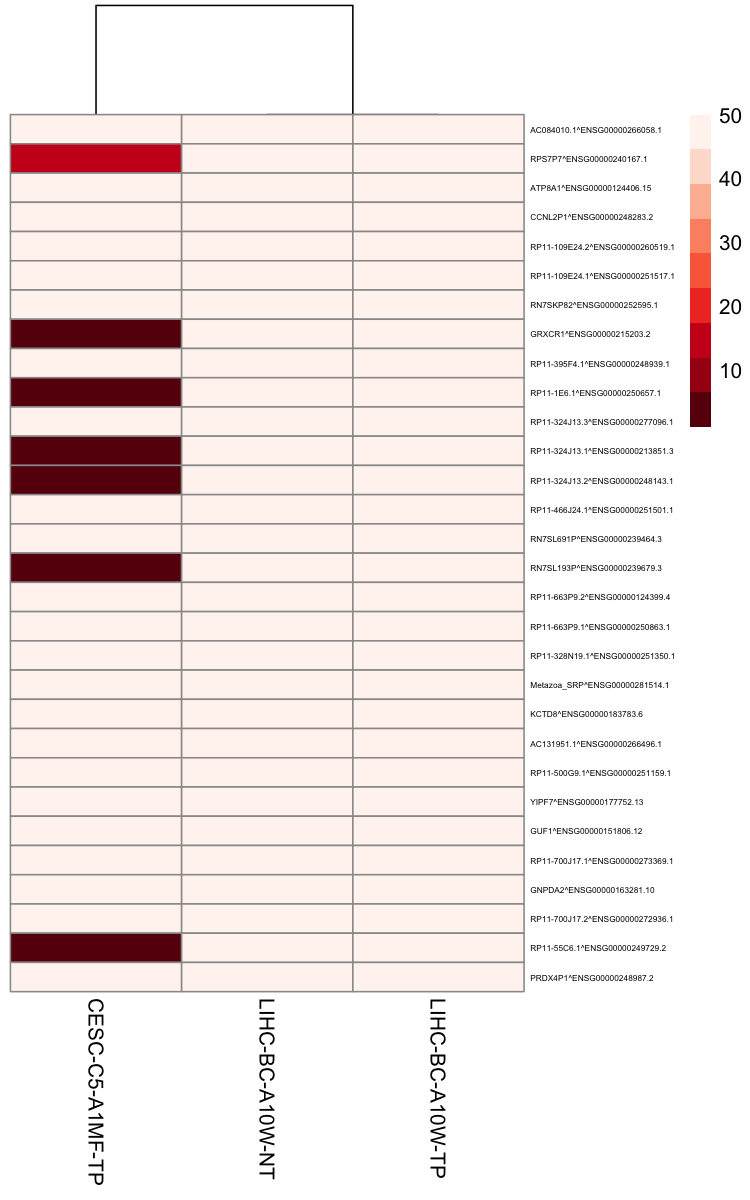 AC084010.1^ENSG00000266058.1
RPS7P7^ENSG00000240167.1
ATP8A1^ENSG00000124406.15
CCNL2P1^ENSG00000248283.2
RP11-109E24.2^ENSG00000260519.1
RP11-109E24.1^ENSG00000251517.1
RN7SKP82^ENSG00000252595.1
GRXCR1^ENSG00000215203.2
RP11-395F4.1^ENSG00000248939.1
RP11-1E6.1^ENSG00000250657.1
RP11-324J13.3^ENSG00000277096.1
RP11-324J13.1^ENSG00000213851.3
RP11-324J13.2^ENSG00000248143.1
RP11-466J24.1^ENSG00000251501.1
RN7SL691P^ENSG00000239464.3
RN7SL193P^ENSG00000239679.3
RP11-663P9.2^ENSG00000124399.4
RP11-663P9.1^ENSG00000250863.1
RP11-328N19.1^ENSG00000251350.1
Metazoa_SRP^ENSG00000281514.1
KCTD8^ENSG00000183783.6
AC131951.1^ENSG00000266496.1
RP11-500G9.1^ENSG00000251159.1
YIPF7^ENSG00000177752.13
GUF1^ENSG00000151806.12
RP11-700J17.1^ENSG00000273369.1
GNPDA2^ENSG00000163281.10
RP11-700J17.2^ENSG00000272936.1
RP11-55C6.1^ENSG00000249729.2
PRDX4P1^ENSG00000248987.2
50
40
30
20
10
CESC-C5-A1MF-TP
LIHC-BC-A10W-NT
LIHC-BC-A10W-TP